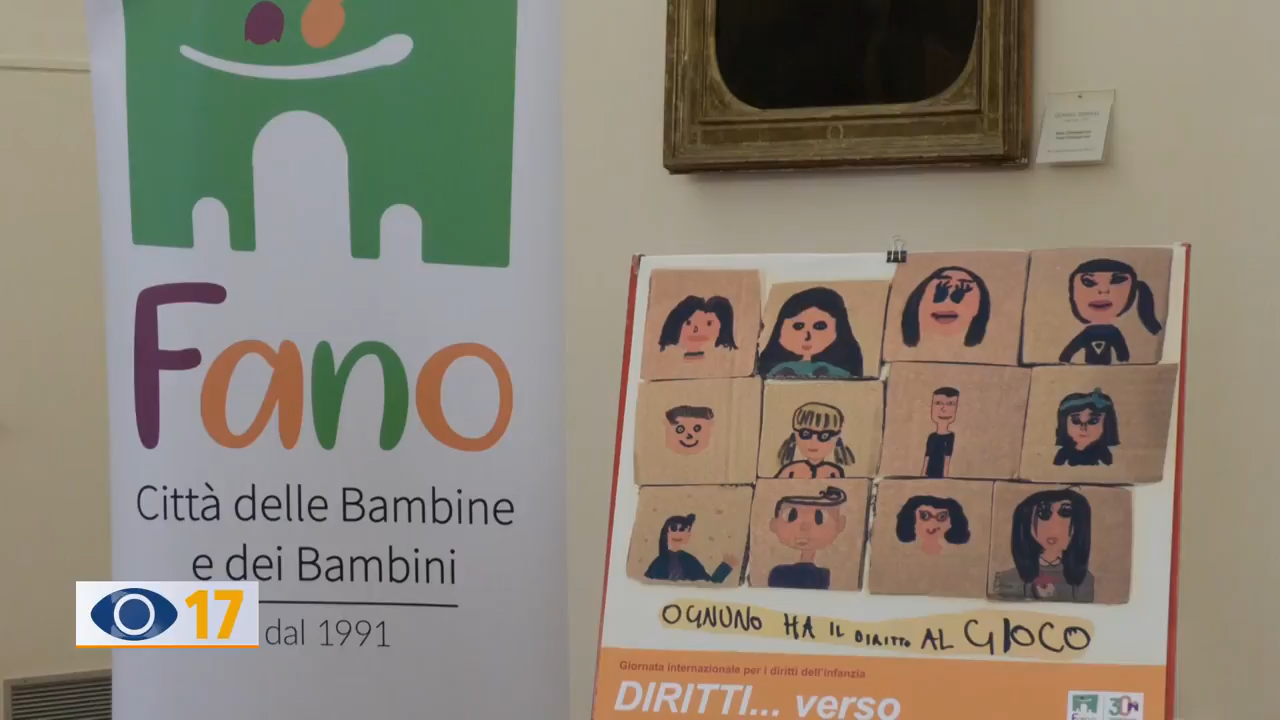 Fano
Città delle Bambine
e dei Bambini
dal 1991
17
OGNUNO HA IL DIRITTO AL GIOCO
Giornata internazionale per i diritti dell'infanzia
DIRITTI... verso